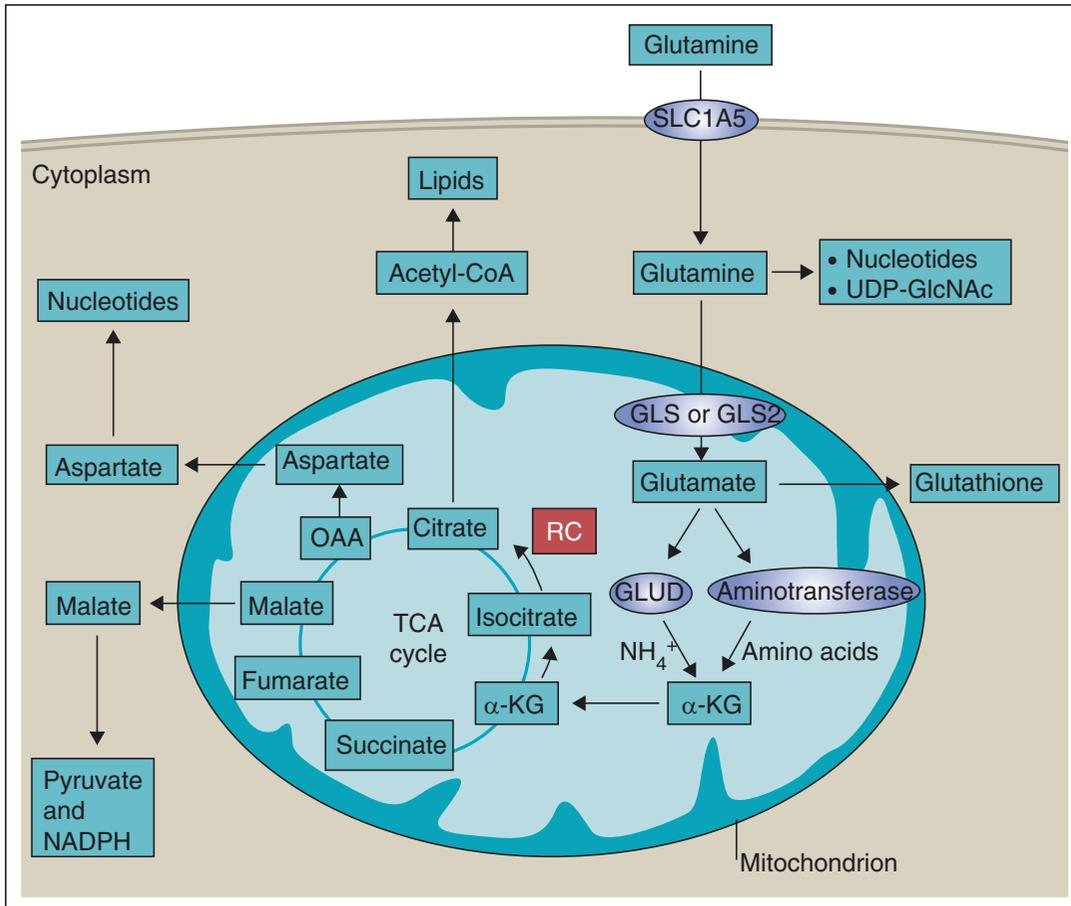 Glutamine
SLC1A5
Cytoplasm
Lipids
Acetyl-CoA
Glutamine
• Nucleotides
• UDP-GlcNAc
Nucleotides
GLS or GLS2
Aspartate
Aspartate
Glutamate
Glutathione
OAA
Citrate
RC
GLUD
Aminotransferase
Malate
Malate
Isocitrate
TCA
cycle
NH₄⁺
Amino acids
Fumarate
α-KG
α-KG
Succinate
Pyruvate
and
NADPH
Mitochondrion